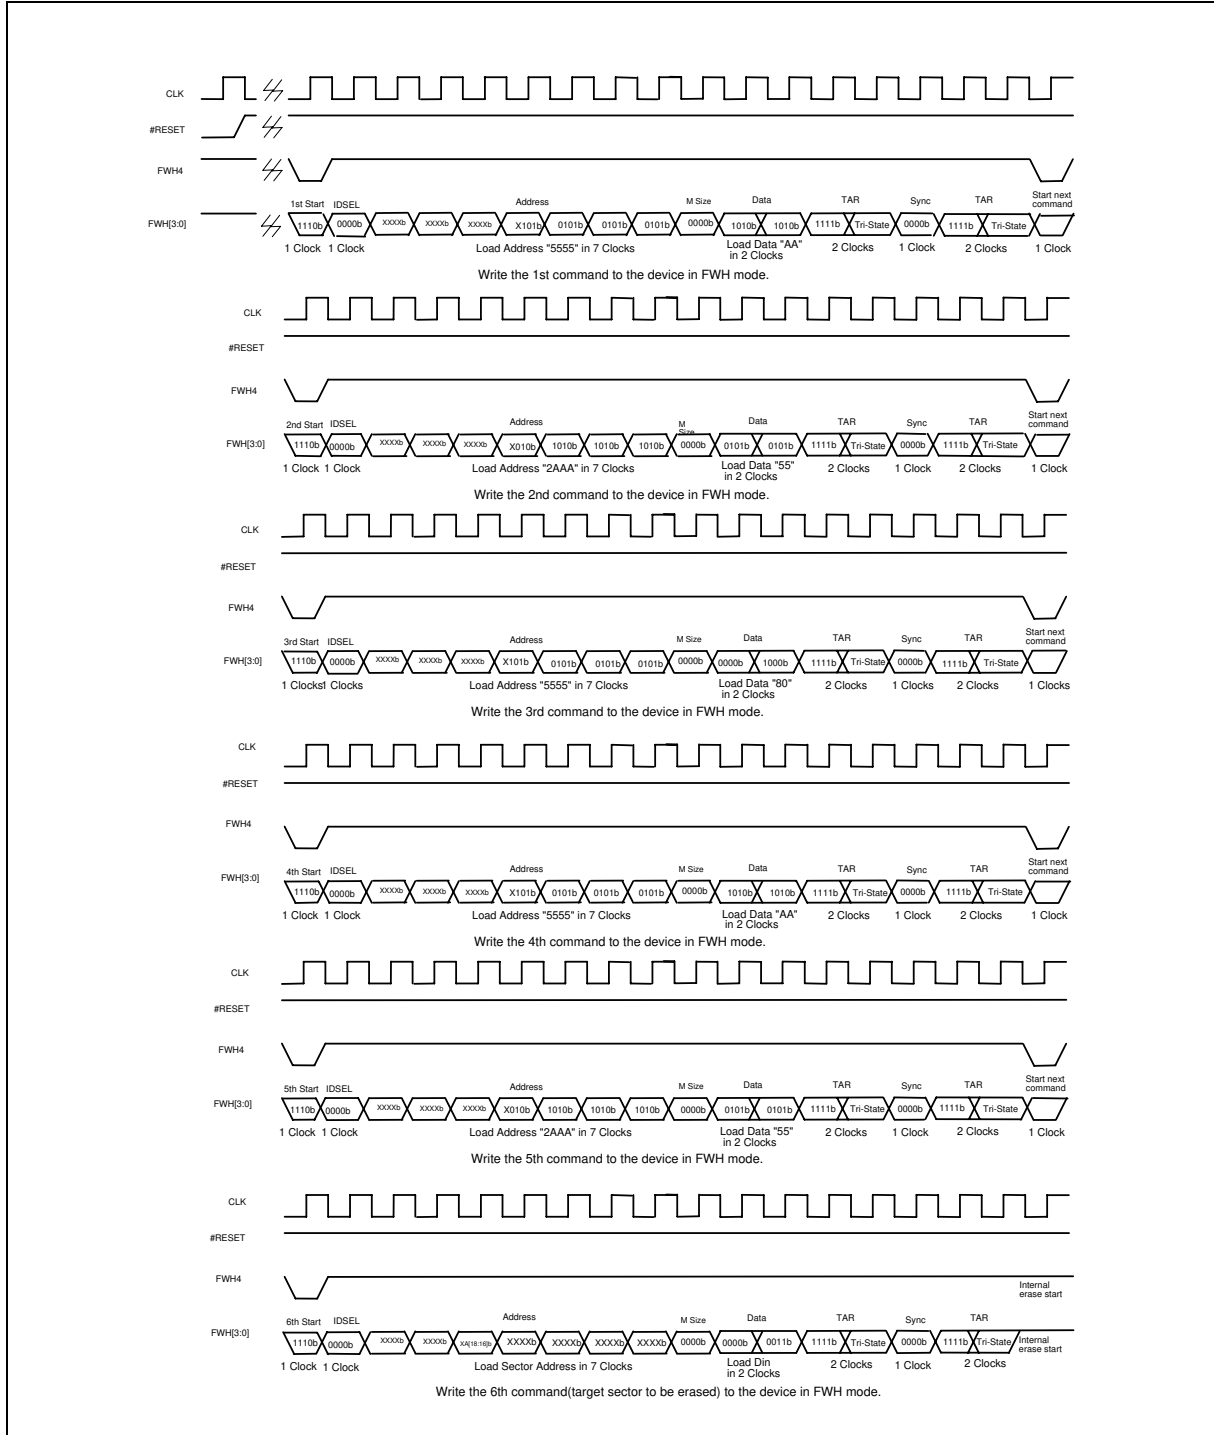 CLK
#RESET
FWH4
1st Start IDSEL Address M Size Data TAR Sync TAR Start next command
FWH[3:0] 1110b 0000b XXXXb XXXXb XXXXb X101b 0101b 0101b 0101b 0000b 1010b 1010b 1111b Tri-State 0000b 1111b Tri-State
1 Clock 1 Clock Load Address "5555" in 7 Clocks Load Data "AA" in 2 Clocks 2 Clocks 1 Clock 2 Clocks 1 Clock
Write the 1st command to the device in FWH mode.
CLK
#RESET
FWH4
2nd Start IDSEL Address M Size Data TAR Sync TAR Start next command
FWH[3:0] 1110b 0000b XXXXb XXXXb XXXXb X010b 1010b 1010b 1010b 0000b 0101b 0101b 1111b Tri-State 0000b 1111b Tri-State
1 Clock 1 Clock Load Address "2AAA" in 7 Clocks Load Data "55" in 2 Clocks 2 Clocks 1 Clock 2 Clocks 1 Clock
Write the 2nd command to the device in FWH mode.
CLK
#RESET
FWH4
3rd Start IDSEL Address M Size Data TAR Sync TAR Start next command
FWH[3:0] 1110b 0000b XXXXb XXXXb XXXXb X101b 0101b 0101b 0101b 0000b 0000b 1000b 1111b Tri-State 0000b 1111b Tri-State
1 Clocks 1 Clocks Load Address "5555" in 7 Clocks Load Data "80" in 2 Clocks 2 Clocks 1 Clocks 2 Clocks 1 Clocks
Write the 3rd command to the device in FWH mode.
CLK
#RESET
FWH4
4th Start IDSEL Address M Size Data TAR Sync TAR Start next command
FWH[3:0] 1110b 0000b XXXXb XXXXb XXXXb X101b 0101b 0101b 0101b 0000b 1010b 1010b 1111b Tri-State 0000b 1111b Tri-State
1 Clock 1 Clock Load Address "5555" in 7 Clocks Load Data "AA" in 2 Clocks 2 Clocks 1 Clock 2 Clocks 1 Clock
Write the 4th command to the device in FWH mode.
CLK
#RESET
FWH4
5th Start IDSEL Address M Size Data TAR Sync TAR Start next command
FWH[3:0] 1110b 0000b XXXXb XXXXb XXXXb X010b 1010b 1010b 1010b 0000b 0101b 0101b 1111b Tri-State 0000b 1111b Tri-State
1 Clock 1 Clock Load Address "2AAA" in 7 Clocks Load Data "55" in 2 Clocks 2 Clocks 1 Clock 2 Clocks 1 Clock
Write the 5th command to the device in FWH mode.
CLK
#RESET
FWH4 Internal erase start
6th Start IDSEL Address M Size Data TAR Sync TAR
FWH[3:0] 1110b 0000b XXXXb XXXXb XA[18:16]b XXXXb XXXXb XXXXb XXXXb 0000b 0000b 0011b 1111b Tri-State 0000b 1111b Tri-State Internal erase start
1 Clock 1 Clock Load Sector Address in 7 Clocks Load Din in 2 Clocks 2 Clocks 1 Clock 2 Clocks
Write the 6th command(target sector to be erased) to the device in FWH mode.